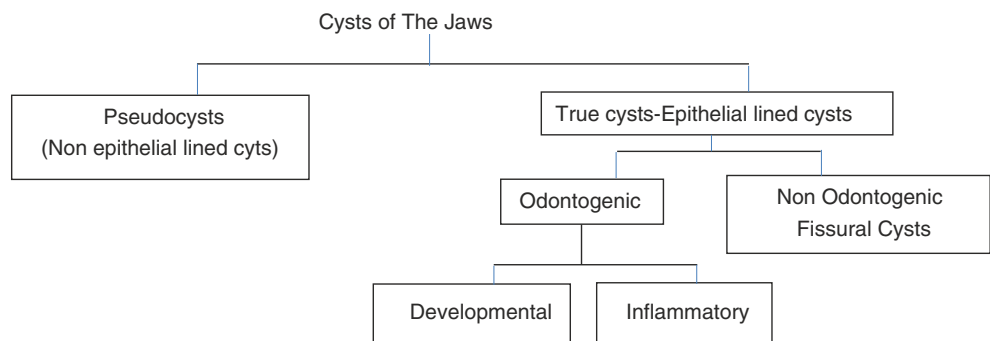 Cysts of The Jaws
Pseudocysts
(Non epithelial lined cyts)
True cysts-Epithelial lined cysts
Odontogenic
Non Odontogenic
Fissural Cysts
Developmental
Inflammatory